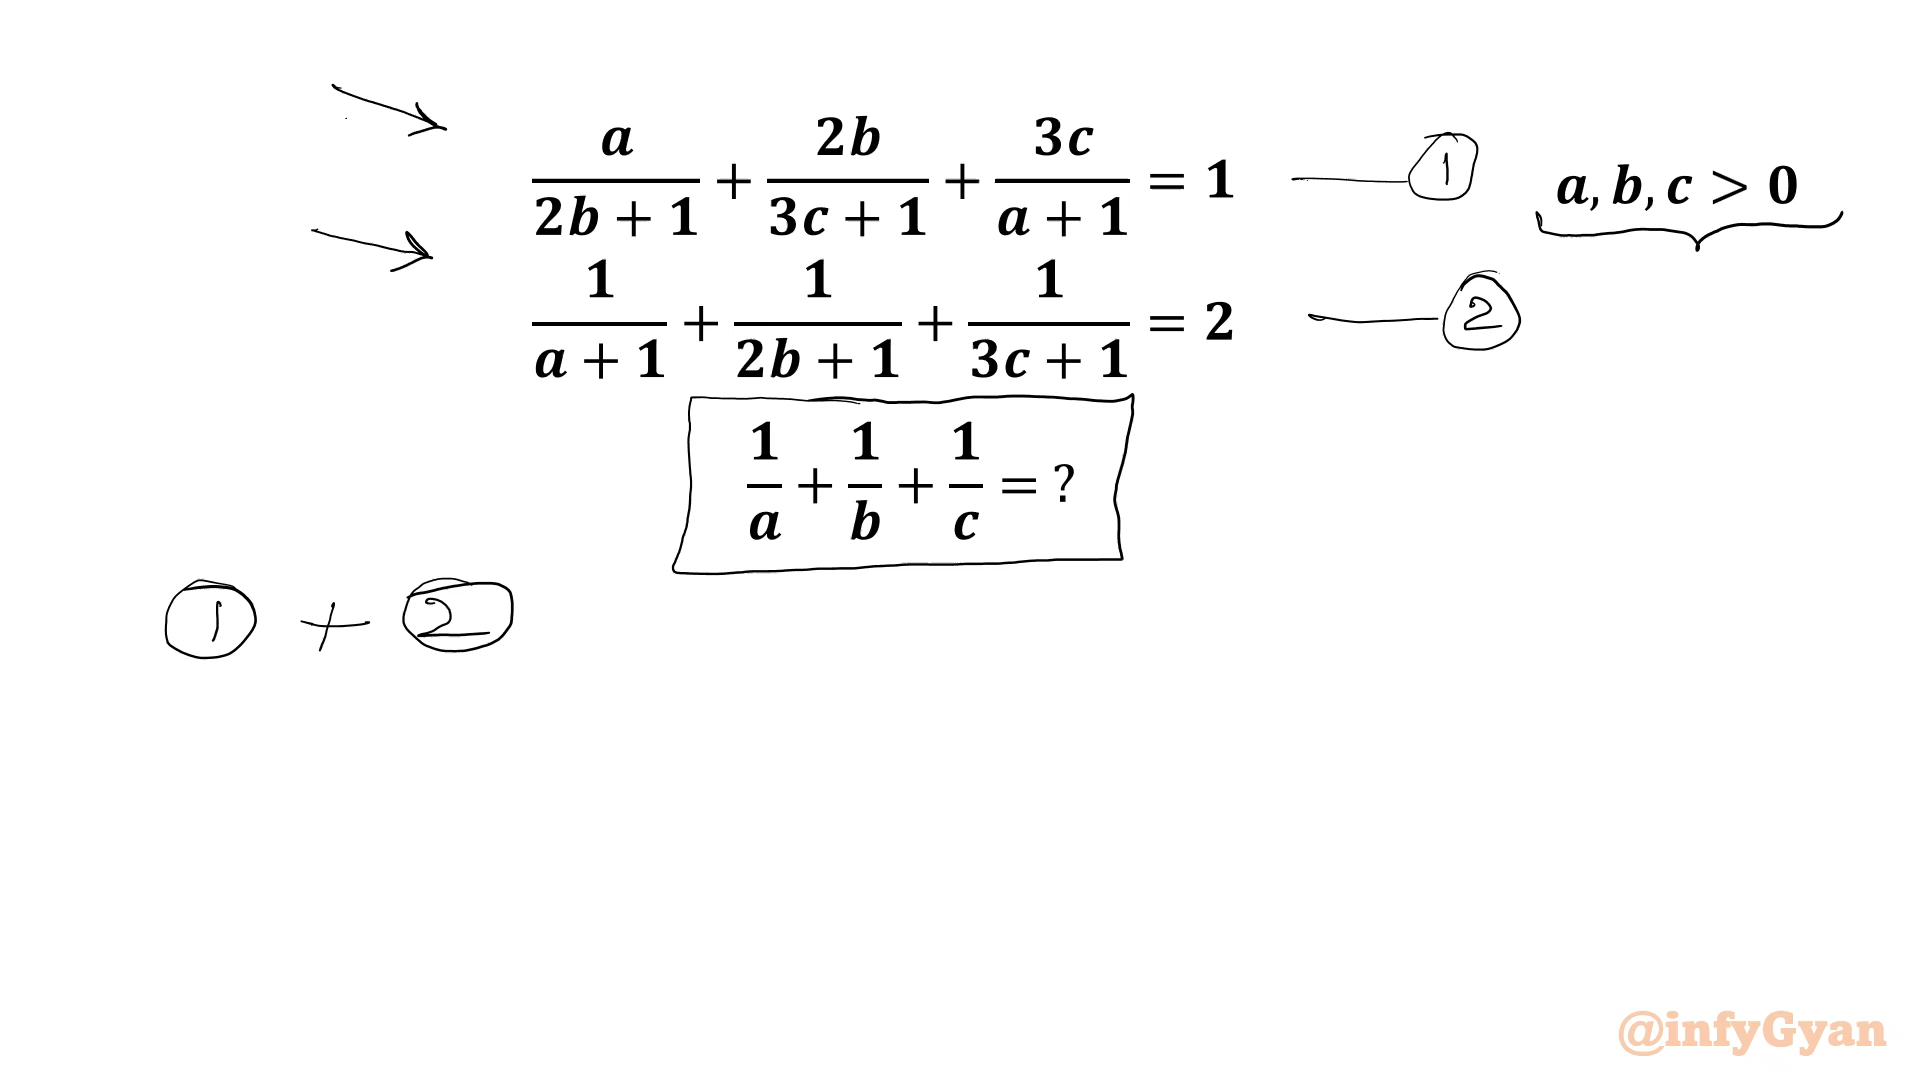 a/(2b + 1) + 2b/(3c + 1) + 3c/(a + 1) = 1 — ① a, b, c > 0
1/(a + 1) + 1/(2b + 1) + 1/(3c + 1) = 2 — ②
1/a + 1/b + 1/c = ?
① + ②
@infyGyan